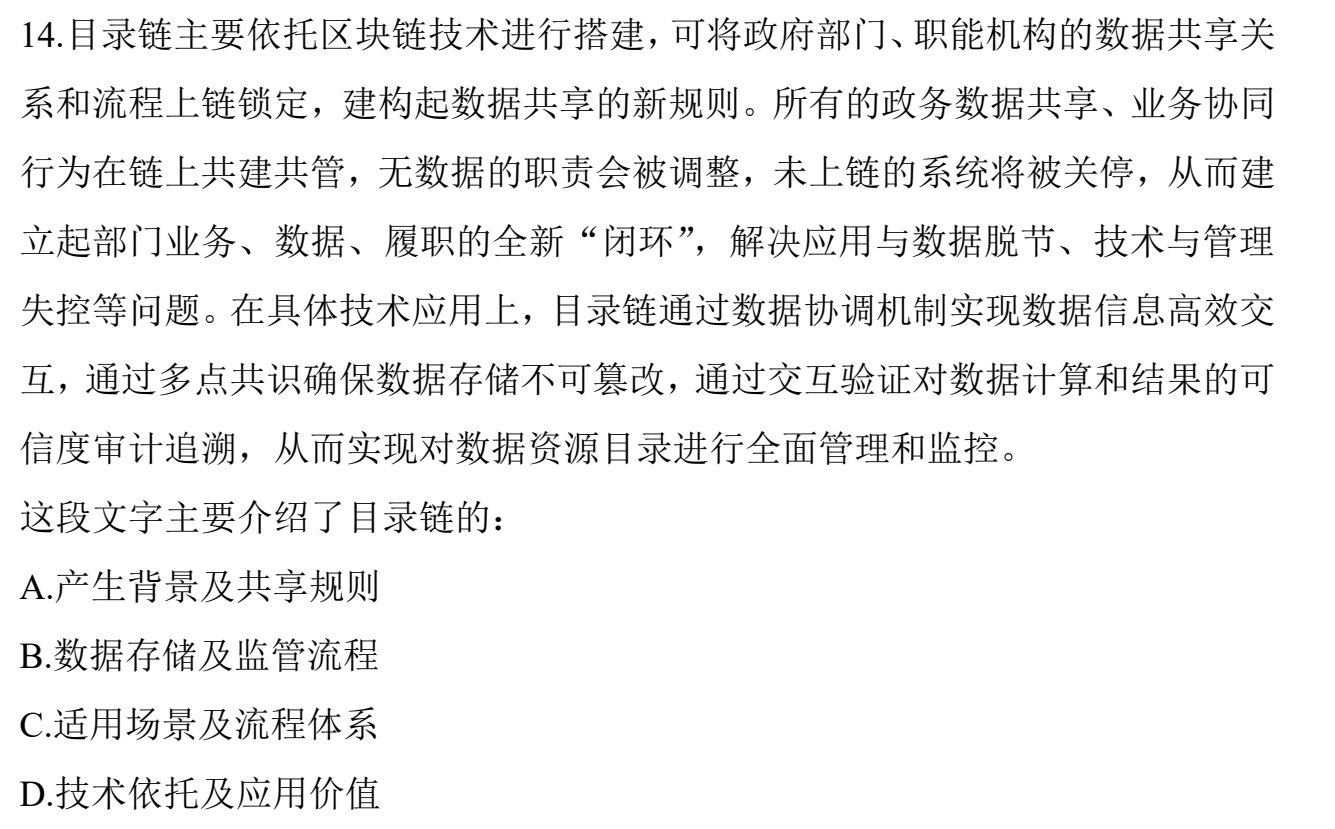 14.目录链主要依托区块链技术进行搭建，可将政府部门、职能机构的数据共享关
系和流程上链锁定，建构起数据共享的新规则。所有的政务数据共享、业务协同
行为在链上共建共管，无数据的职责会被调整，未上链的系统将被关停，从而建
立起部门业务、数据、履职的全新“闭环”，解决应用与数据脱节、技术与管理
失控等问题。在具体技术应用上，目录链通过数据协调机制实现数据信息高效交
互，通过多点共识确保数据存储不可篡改，通过交互验证对数据计算和结果的可
信度审计追溯，从而实现对数据资源目录进行全面管理和监控。
这段文字主要介绍了目录链的：
A.产生背景及共享规则
B.数据存储及监管流程
C.适用场景及流程体系
D.技术依托及应用价值